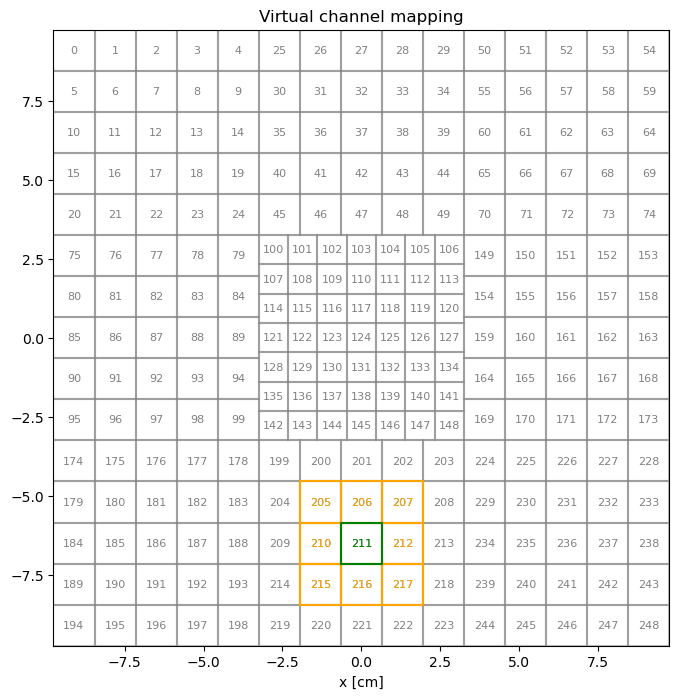 Virtual channel mapping
0 1 2 3 4 25 26 27 28 29 50 51 52 53 54
7.5 5 6 7 8 9 30 31 32 33 34 55 56 57 58 59
10 11 12 13 14 35 36 37 38 39 60 61 62 63 64
5.0 15 16 17 18 19 40 41 42 43 44 65 66 67 68 69
20 21 22 23 24 45 46 47 48 49 70 71 72 73 74
2.5 75 76 77 78 79 100 101 102 103 104 105 106 149 150 151 152 153
107 108 109 110 111 112 113
80 81 82 83 84 114 115 116 117 118 119 120 154 155 156 157 158
0.0 85 86 87 88 89 121 122 123 124 125 126 127 159 160 161 162 163
128 129 130 131 132 133 134
90 91 92 93 94 135 136 137 138 139 140 141 164 165 166 167 168
−2.5 95 96 97 98 99 142 143 144 145 146 147 148 169 170 171 172 173
174 175 176 177 178 199 200 201 202 203 224 225 226 227 228
−5.0 179 180 181 182 183 204 205 206 207 208 229 230 231 232 233
184 185 186 187 188 209 210 211 212 213 234 235 236 237 238
−7.5 189 190 191 192 193 214 215 216 217 218 239 240 241 242 243
194 195 196 197 198 219 220 221 222 223 244 245 246 247 248
−7.5 −5.0 −2.5 0.0 2.5 5.0 7.5
x [cm]